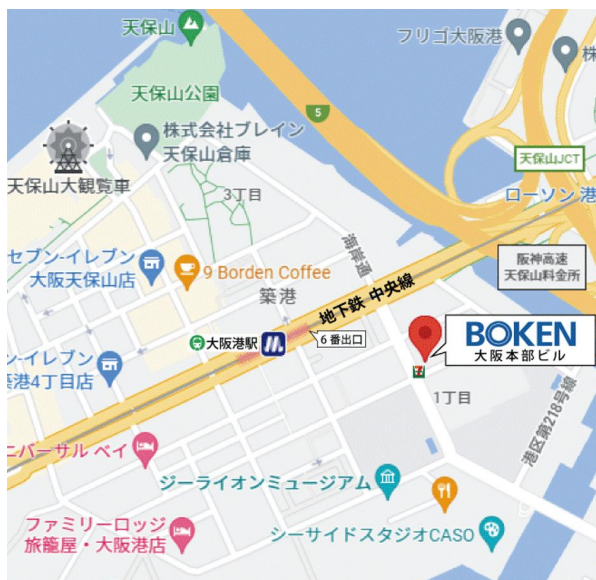 天保山
フリゴ大阪港
株
天保山公園
5
株式会社ブレイン
天保山倉庫
天保山JCT
天保山大観覧車
3丁目
ローソン 港
海岸通
セブン-イレブン
大阪天保山店
9 Borden Coffee
阪神高速
天保山料金所
築港
地下鉄 中央線
大阪港駅
6番出口
BOKEN
大阪本部ビル
ン-イレブン
築港4丁目店
7
1丁目
港区第218号線
ニバーサル ベイ
ジーライオンミュージアム
ファミリーロッジ
旅籠屋・大阪港店
シーサイドスタジオCASO